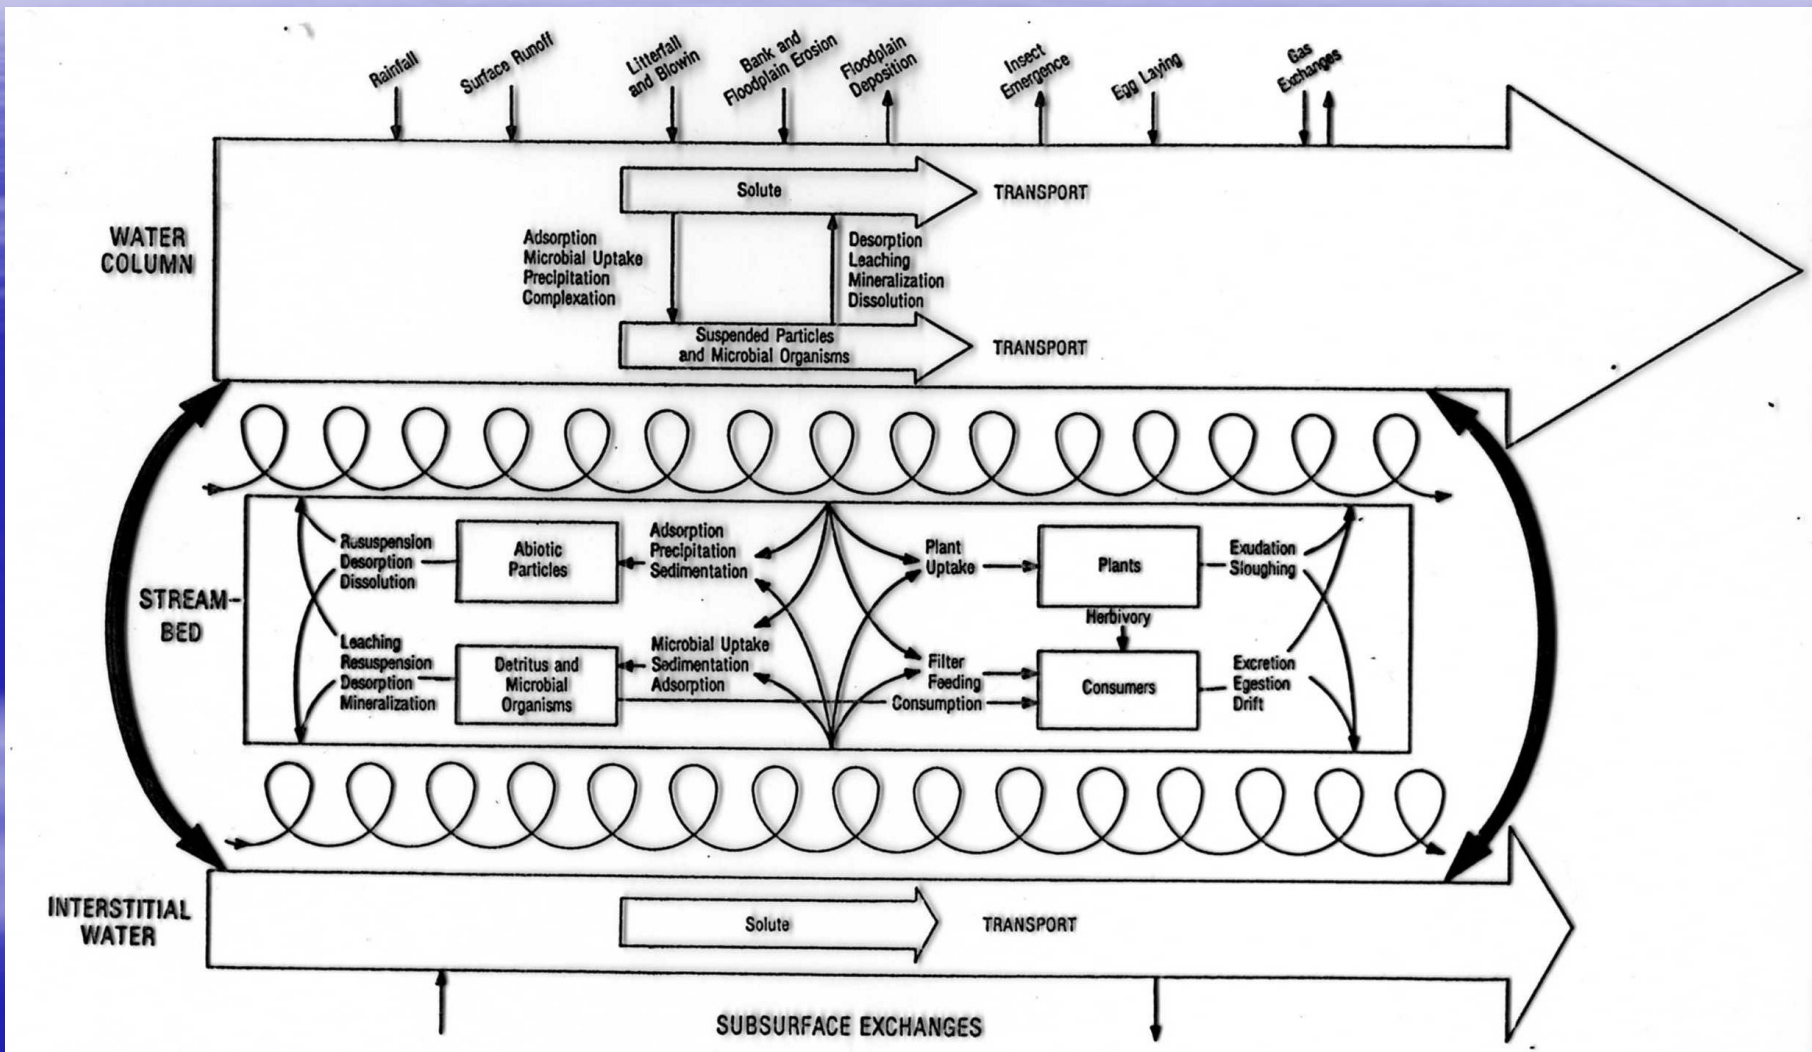 Rainfall
Surface Runoff
Litterfall
and Blowin
Bank and
Floodplain Erosion
Floodplain
Deposition
Insect
Emergence
Egg Laying
Gas
Exchanges
WATER
COLUMN
Solute
TRANSPORT
Adsorption
Microbial Uptake
Precipitation
Complexation
Desorption
Leaching
Mineralization
Dissolution
Suspended Particles
and Microbial Organisms
TRANSPORT
STREAM-
BED
Resuspension
Desorption
Dissolution
Abiotic
Particles
Adsorption
Precipitation
Sedimentation
Plant
Uptake
Plants
Exudation
Sloughing
Herbivory
Leaching
Resuspension
Desorption
Mineralization
Detritus and
Microbial
Organisms
Microbial Uptake
Sedimentation
Adsorption
Filter
Feeding
Consumption
Consumers
Excretion
Egestion
Drift
INTERSTITIAL
WATER
Solute
TRANSPORT
SUBSURFACE EXCHANGES